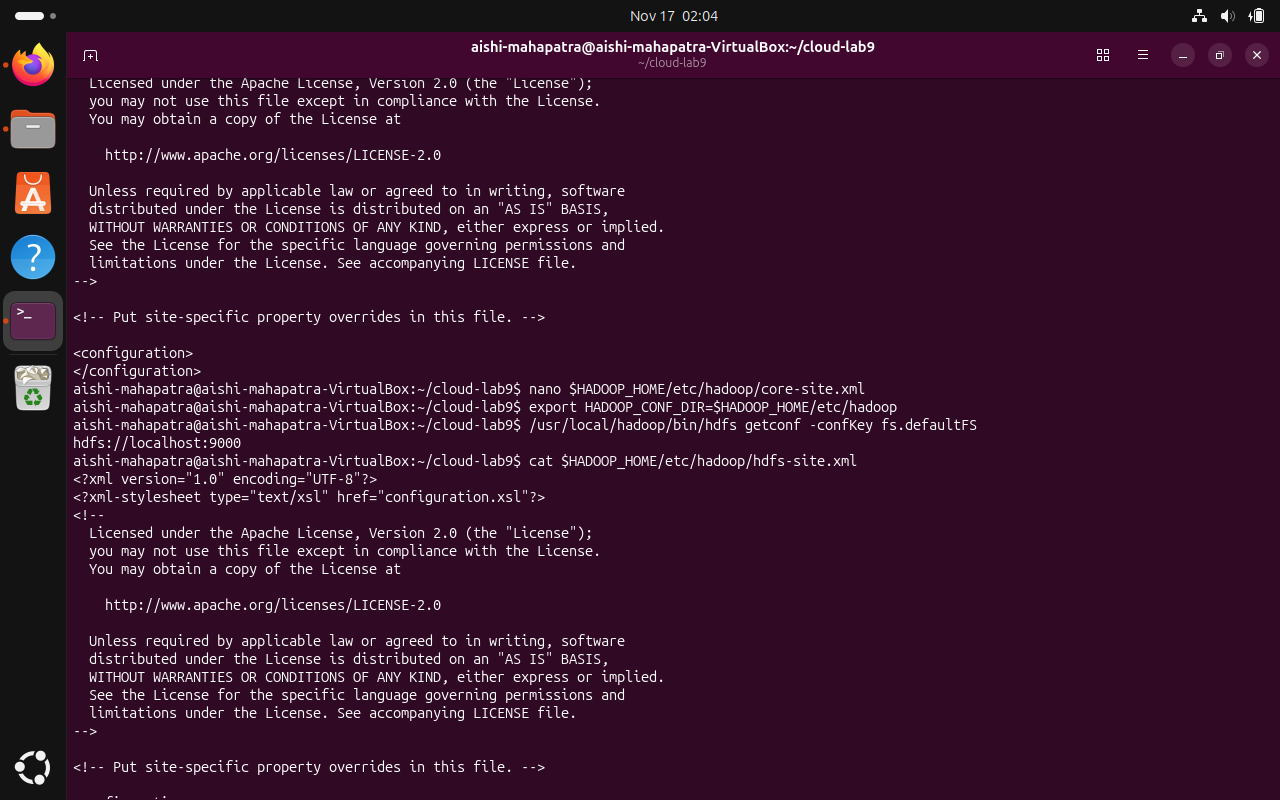 Nov 17 02:04
aishi-mahapatra@aishi-mahapatra-VirtualBox:~/cloud-lab9
~/cloud-lab9
Licensed under the Apache License, Version 2.0 (the "License");
you may not use this file except in compliance with the License.
You may obtain a copy of the License at
http://www.apache.org/licenses/LICENSE-2.0
Unless required by applicable law or agreed to in writing, software
distributed under the License is distributed on an "AS IS" BASIS,
WITHOUT WARRANTIES OR CONDITIONS OF ANY KIND, either express or implied.
See the License for the specific language governing permissions and
limitations under the License. See accompanying LICENSE file.
-->
<!-- Put site-specific property overrides in this file. -->
<configuration>
</configuration>
aishi-mahapatra@aishi-mahapatra-VirtualBox:~/cloud-lab9$ nano $HADOOP_HOME/etc/hadoop/core-site.xml
aishi-mahapatra@aishi-mahapatra-VirtualBox:~/cloud-lab9$ export HADOOP_CONF_DIR=$HADOOP_HOME/etc/hadoop
aishi-mahapatra@aishi-mahapatra-VirtualBox:~/cloud-lab9$ /usr/local/hadoop/bin/hdfs getconf -confKey fs.defaultFS
hdfs://localhost:9000
aishi-mahapatra@aishi-mahapatra-VirtualBox:~/cloud-lab9$ cat $HADOOP_HOME/etc/hadoop/hdfs-site.xml
<?xml version="1.0" encoding="UTF-8"?>
<?xml-stylesheet type="text/xsl" href="configuration.xsl"?>
<!--
Licensed under the Apache License, Version 2.0 (the "License");
you may not use this file except in compliance with the License.
You may obtain a copy of the License at
http://www.apache.org/licenses/LICENSE-2.0
Unless required by applicable law or agreed to in writing, software
distributed under the License is distributed on an "AS IS" BASIS,
WITHOUT WARRANTIES OR CONDITIONS OF ANY KIND, either express or implied.
See the License for the specific language governing permissions and
limitations under the License. See accompanying LICENSE file.
-->
<!-- Put site-specific property overrides in this file. -->